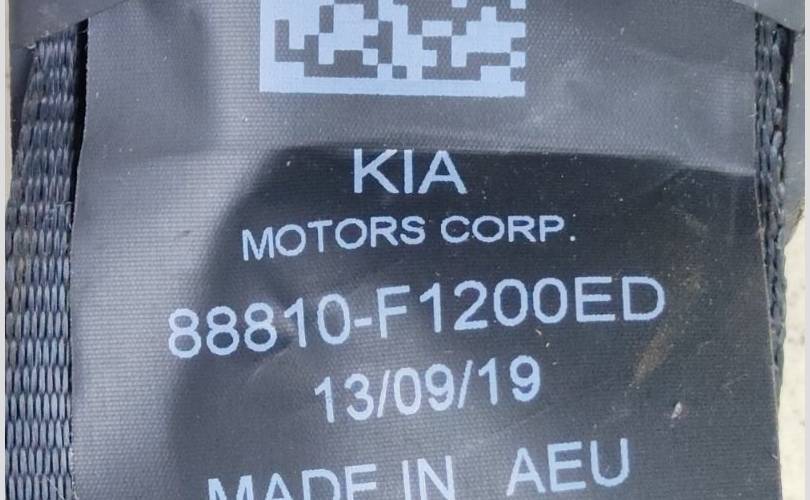 KIA
MOTORS CORP.
88810-F1200ED
13/09/19
MADE IN AEU